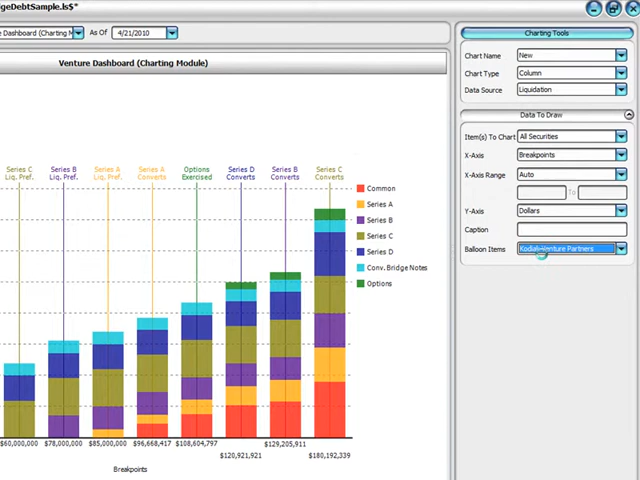 dgeDebtSample.ls$*
e Dashboard (Charting M
As Of
4/21/2010
Venture Dashboard (Charting Module)
Charting Tools
Chart Name
New
Chart Type
Column
Data Source
Liquidation
Data To Draw
Item(s) To Chart
All Securities
X-Axis
Breakpoints
X-Axis Range
Auto
To
Y-Axis
Dollars
Caption
Balloon Items
Kodiak Venture Partners
Series C
Liq. Pref.
Series B
Liq. Pref.
Series A
Liq. Pref.
Series A
Converts
Options
Exercised
Series D
Converts
Series B
Converts
Series C
Converts
Common
Series A
Series B
Series C
Series D
Conv. Bridge Notes
Options
$60,000,000
$78,000,000
$85,000,000
$96,668,417
$108,604,797
$120,921,921
$129,205,911
$180,192,339
Breakpoints